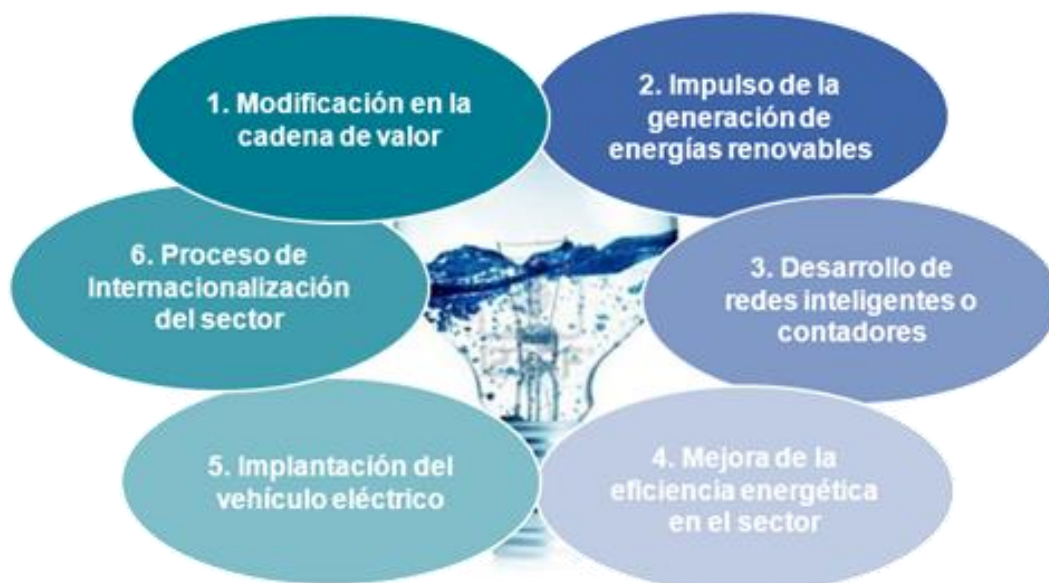 1. Modificación en la
cadena de valor
2. Impulso de la
generación de
energías renovables
3. Desarrollo de
redes inteligentes o
contadores
4. Mejora de la
eficiencia energética
en el sector
5. Implantación del
vehículo eléctrico
6. Proceso de
Internacionalización
del sector